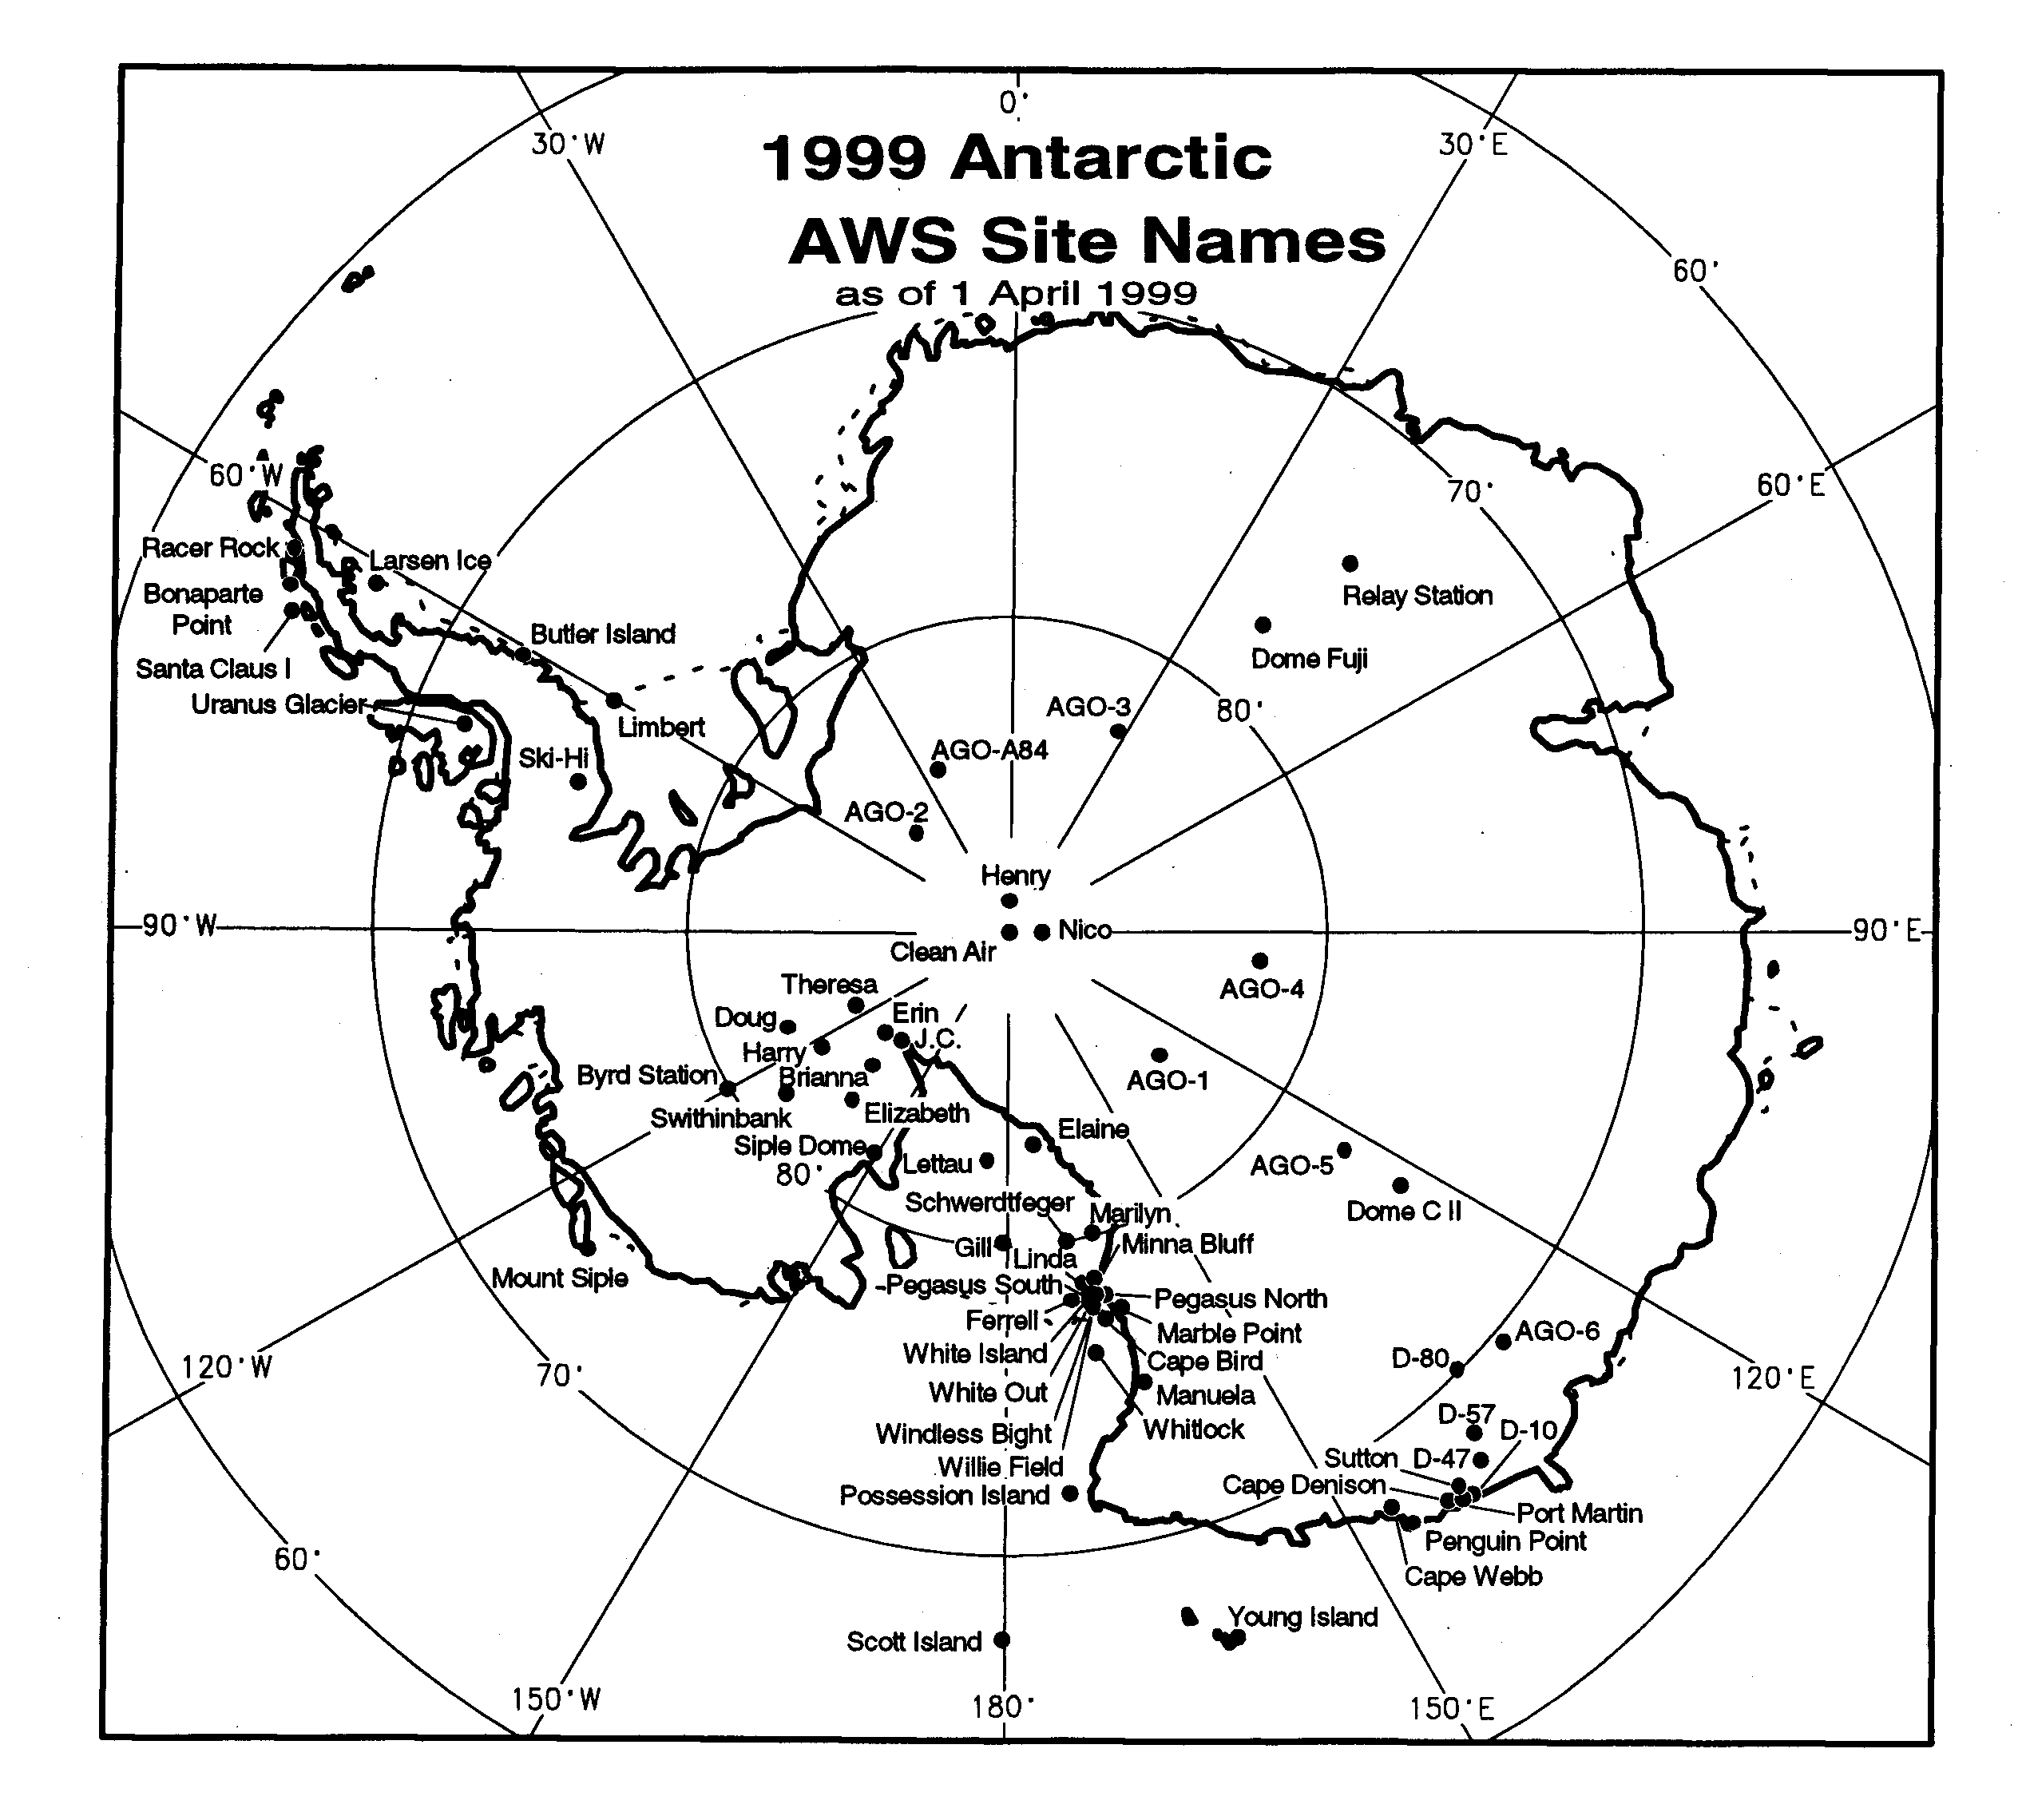 0'
30'W
30'E
1999 Antarctic
AWS Site Names
as of 1 April 1999
60'
60'W
70'
60'E
Racer Rock
Larsen Ice
Bonaparte
Point
Relay Station
Butler Island
Dome Fuji
Santa Claus I
Uranus Glacier
Limbert
AGO-3
80'
Ski-Hi
AGO-A84
AGO-2
Henry
90'W
Nico
90'E
Clean Air
Theresa
AGO-4
Doug
Erin
J.C.
Harry
Byrd Station
Brianna
AGO-1
Swithinbank
Elizabeth
Elaine
Siple Dome
80'
Lettau
AGO-5
Schwerdtfeger
Marilyn
Dome C II
Gill
Linda
Minna Bluff
Mount Siple
Pegasus South
Pegasus North
Ferrell
Marble Point
AGO-6
White Island
Cape Bird
D-80
120'W
70'
120'E
White Out
Manuela
D-57
Windless Bight
Whitlock
D-10
Willie Field
Sutton
D-47
Possession Island
Cape Denison
Port Martin
Penguin Point
60'
Cape Webb
Young Island
Scott Island
150'W
180'
150'E